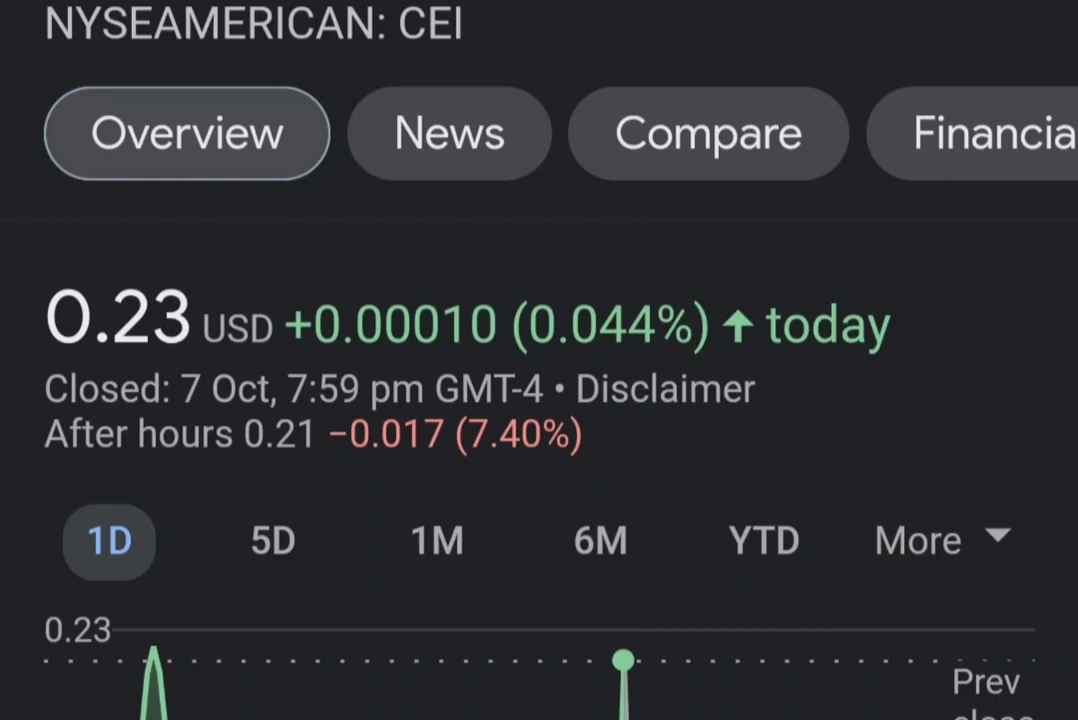 NYSEAMERICAN: CEI
Overview News Compare Financia
0.23 USD +0.00010 (0.044%) ↑ today
Closed: 7 Oct, 7:59 pm GMT-4 • Disclaimer
After hours 0.21 −0.017 (7.40%)
1D 5D 1M 6M YTD More
0.23
Prev
close